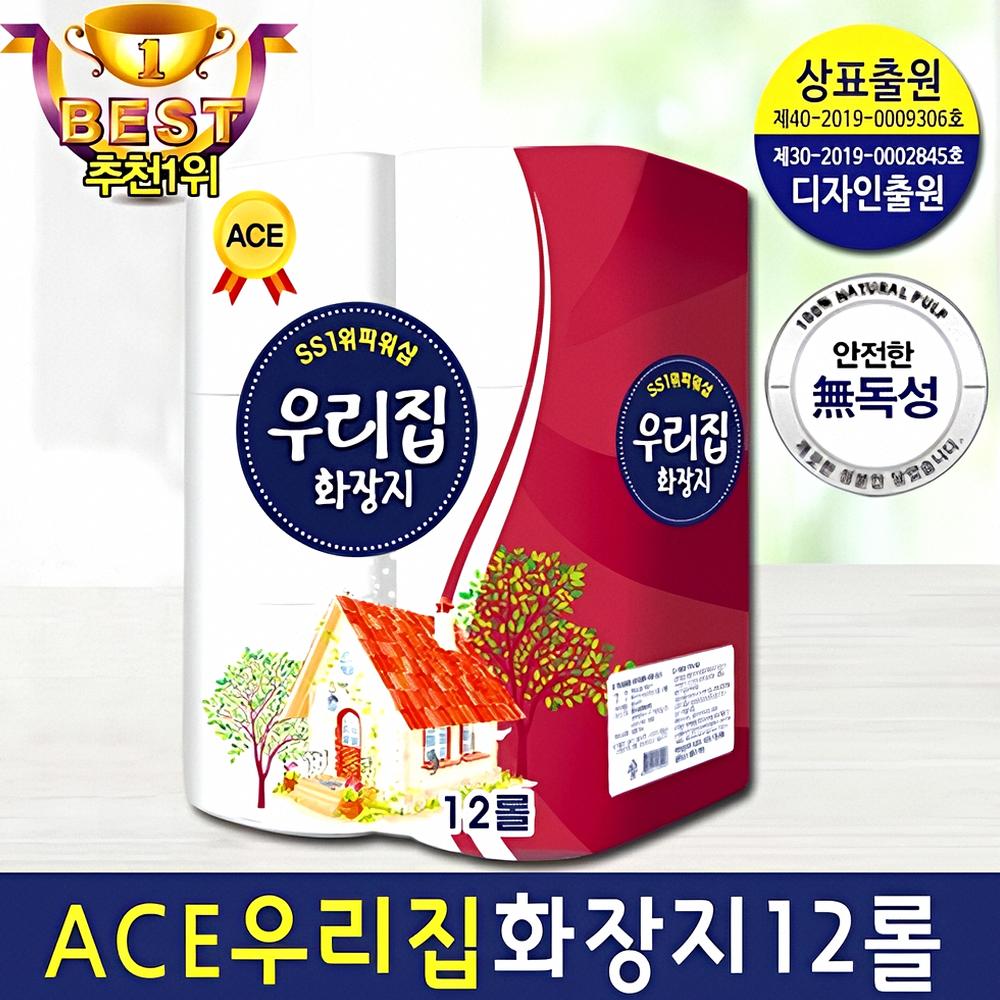 1
BEST
추천1위
상표출원
제40-2019-0009306호
제30-2019-0002845호
디자인출원
ACE
SS1위피워십
우리집
화장지
SS1위피워십
우리집
화장지
100% NATURAL PULP
안전한
無독성
12롤
ACE우리집화장지12롤